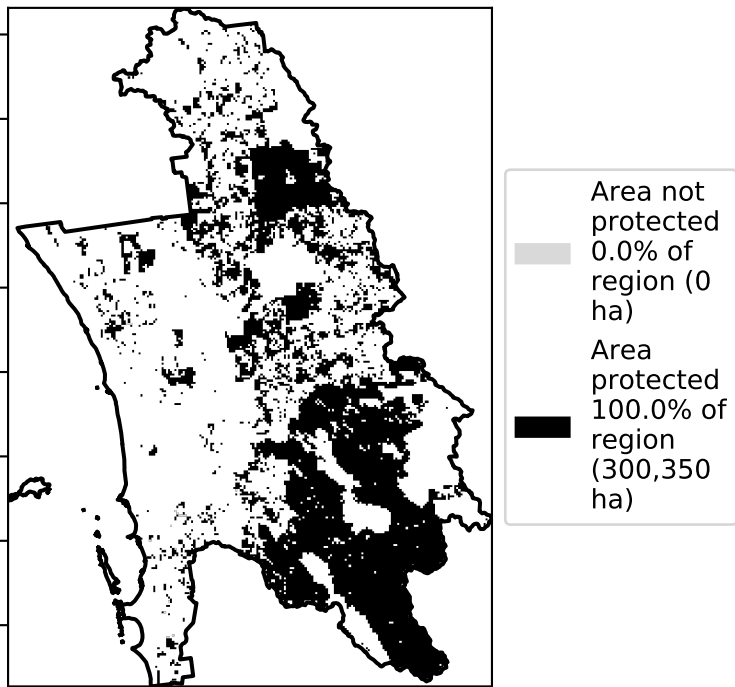 Area not
protected
0.0% of
region (0
ha)
Area
protected
100.0% of
region
(300,350
ha)